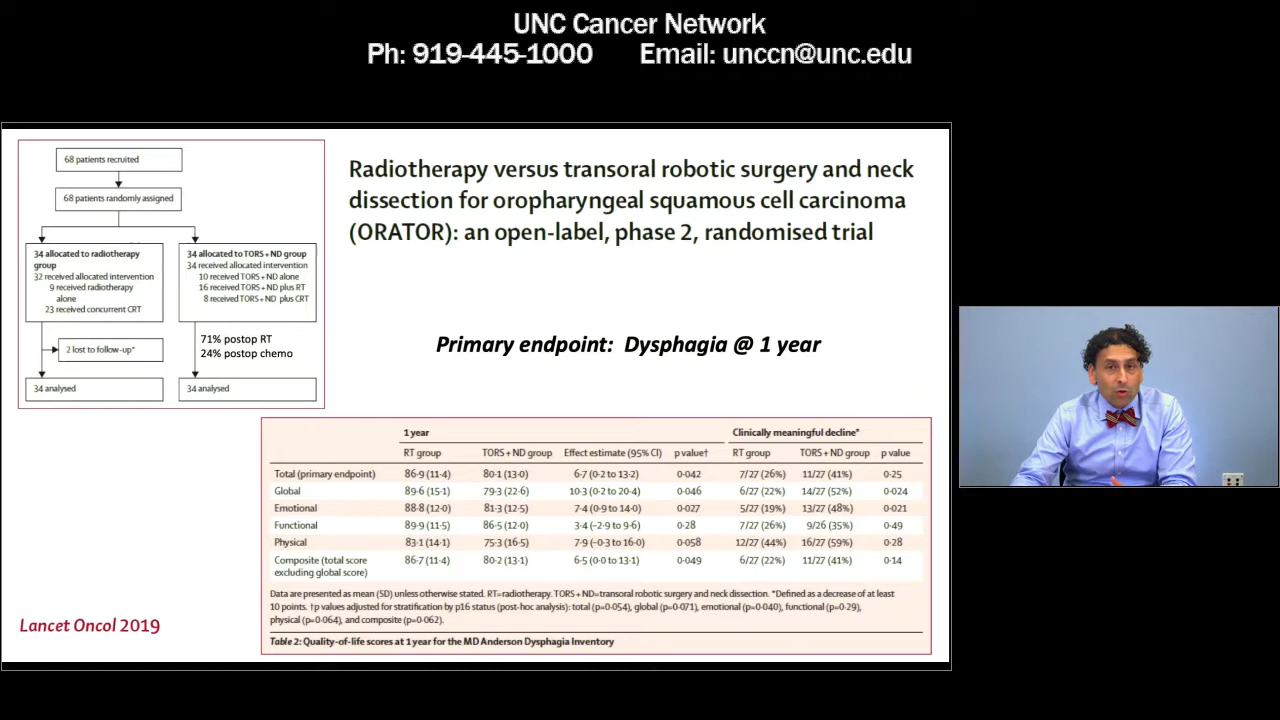 UNC Cancer Network
Ph: 919-445-1000 Email: unccn@unc.edu
68 patients recruited
68 patients randomly assigned
34 allocated to radiotherapy
group
32 received allocated intervention
9 received radiotherapy
alone
23 received concurrent CRT
34 allocated to TORS + ND group
34 received allocated intervention
10 received TORS + ND alone
16 received TORS + ND plus RT
8 received TORS + ND plus CRT
2 lost to follow-up*
71% postop RT
24% postop chemo
34 analysed
34 analysed
Radiotherapy versus transoral robotic surgery and neck
dissection for oropharyngeal squamous cell carcinoma
(ORATOR): an open-label, phase 2, randomised trial
Primary endpoint: Dysphagia @ 1 year
1 year Clinically meaningful decline*
RT group TORS + ND group Effect estimate (95% CI) p value† RT group TORS + ND group p value
Total (primary endpoint) 86·9 (11·4) 80·1 (13·0) 6·7 (0·2 to 13·2) 0·042 7/27 (26%) 11/27 (41%) 0·25
Global 89·6 (15·1) 79·3 (22·6) 10·3 (0·2 to 20·4) 0·046 6/27 (22%) 14/27 (52%) 0·024
Emotional 88·8 (12·0) 81·3 (12·5) 7·4 (0·9 to 14·0) 0·027 5/27 (19%) 13/27 (48%) 0·021
Functional 89·9 (11·5) 86·5 (12·0) 3·4 (−2·9 to 9·6) 0·28 7/27 (26%) 9/26 (35%) 0·49
Physical 83·1 (14·1) 75·3 (16·5) 7·9 (−0·3 to 16·0) 0·058 12/27 (44%) 16/27 (59%) 0·28
Composite (total score 86·7 (11·4) 80·2 (13·1) 6·5 (0·0 to 13·1) 0·049 6/27 (22%) 11/27 (41%) 0·14
excluding global score)
Data are presented as mean (SD) unless otherwise stated. RT=radiotherapy. TORS + ND=transoral robotic surgery and neck dissection. *Defined as a decrease of at least
10 points. †p values adjusted for stratification by p16 status (post-hoc analysis): total (p=0·054), global (p=0·071), emotional (p=0·040), functional (p=0·29),
physical (p=0·064), and composite (p=0·062).
Table 2: Quality-of-life scores at 1 year for the MD Anderson Dysphagia Inventory
Lancet Oncol 2019